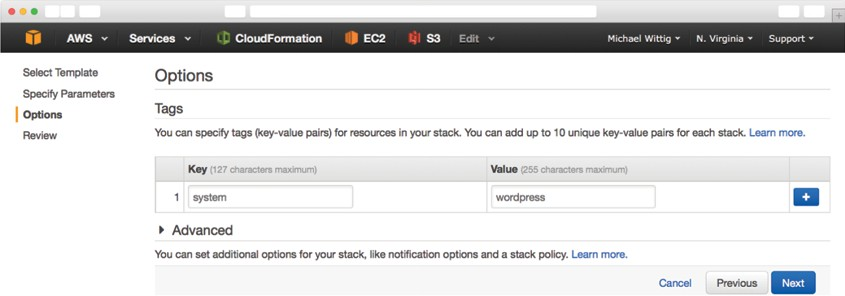 AWS Services CloudFormation EC2 S3 Edit Michael Wittig N. Virginia Support
Select Template
Specify Parameters
Options
Review
Options
Tags
You can specify tags (key-value pairs) for resources in your stack. You can add up to 10 unique key-value pairs for each stack. Learn more.
Key (127 characters maximum) Value (255 characters maximum)
1 system wordpress +
Advanced
You can set additional options for your stack, like notification options and a stack policy. Learn more.
Cancel Previous Next